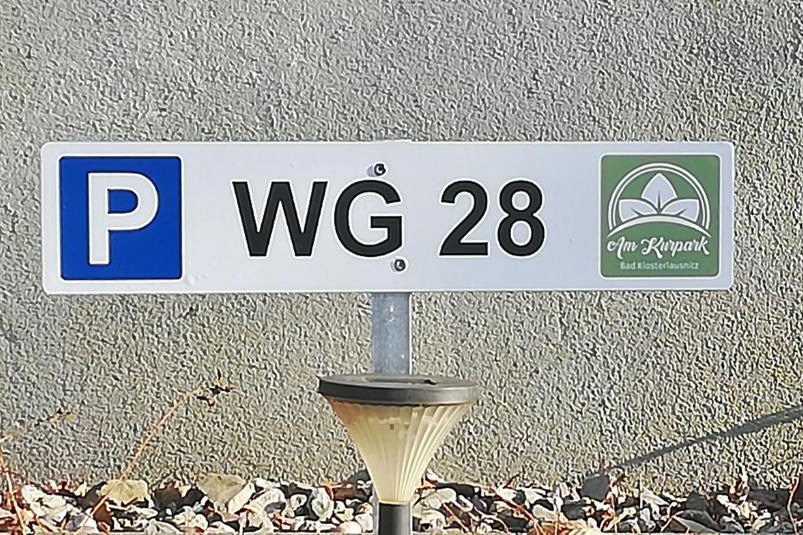 P WG 28
Am Kurpark
Bad Klosterlausnitz